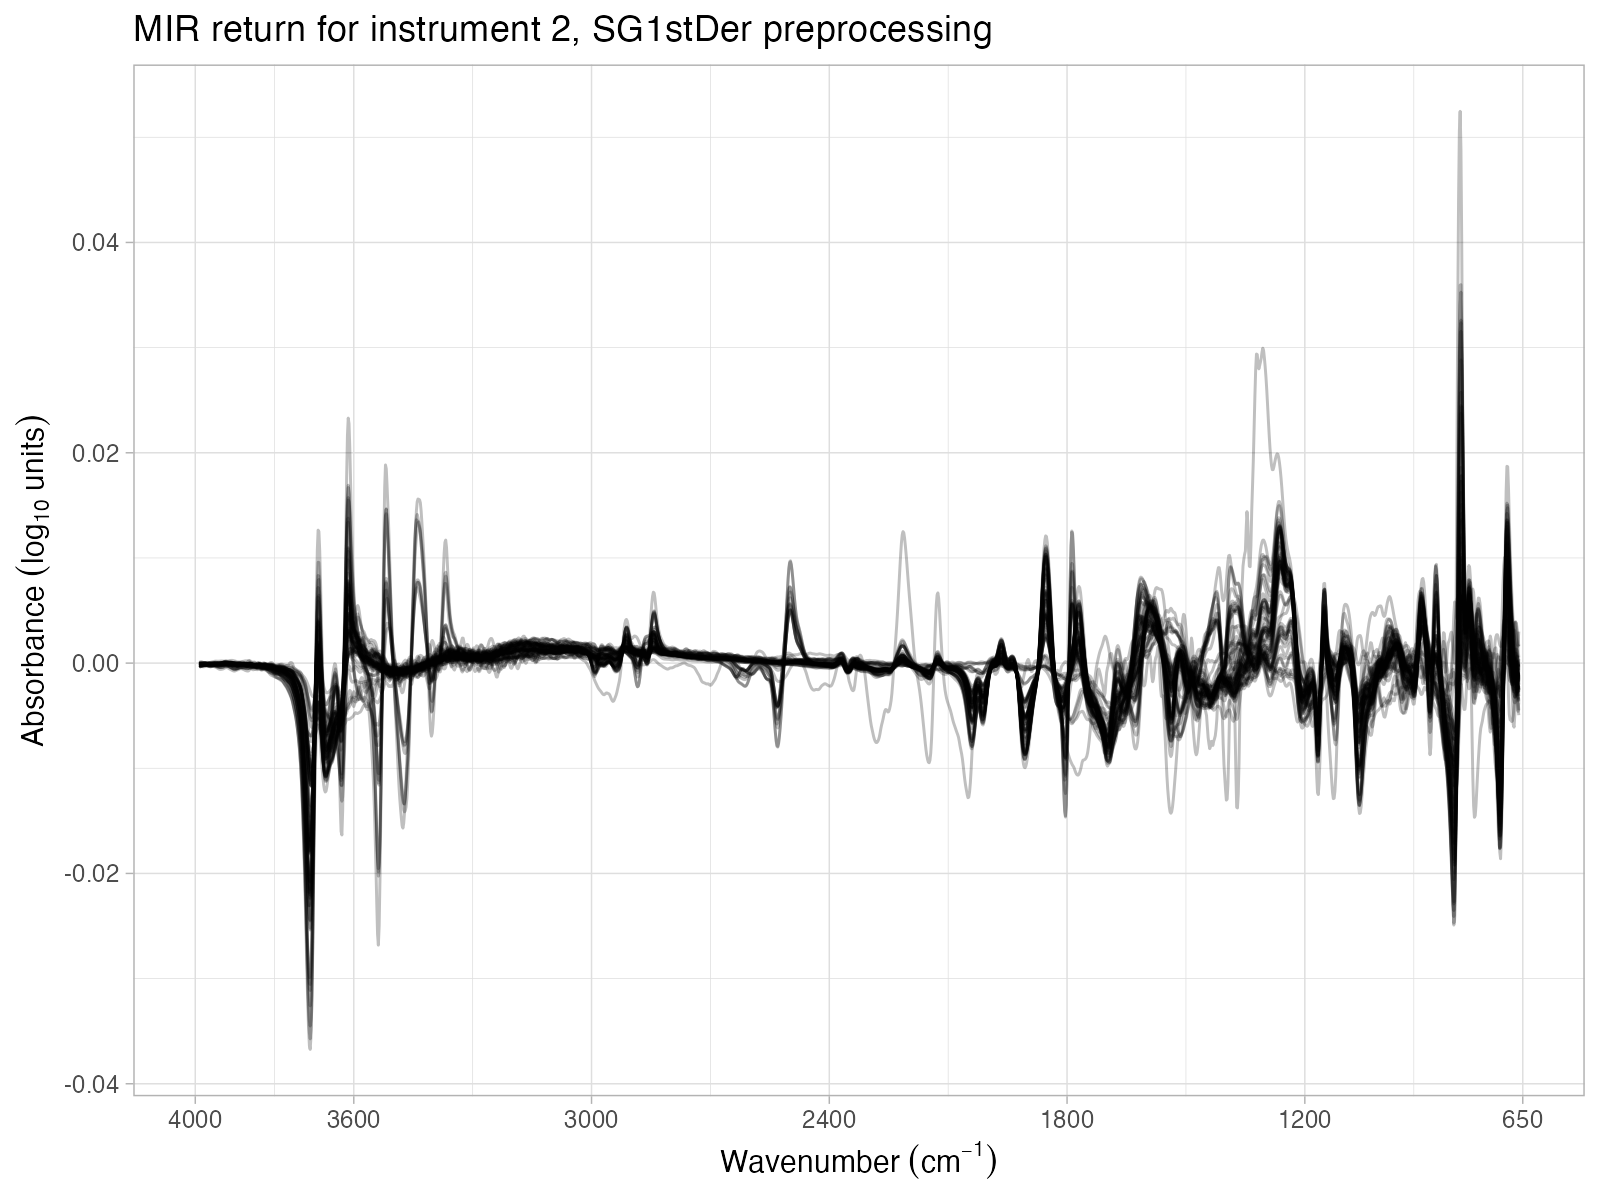 MIR return for instrument 2, SG1stDer preprocessing
Absorbance (log₁₀ units)
0.04
0.02
0.00
-0.02
-0.04
4000 3600 3000 2400 1800 1200 650
Wavenumber (cm⁻¹)